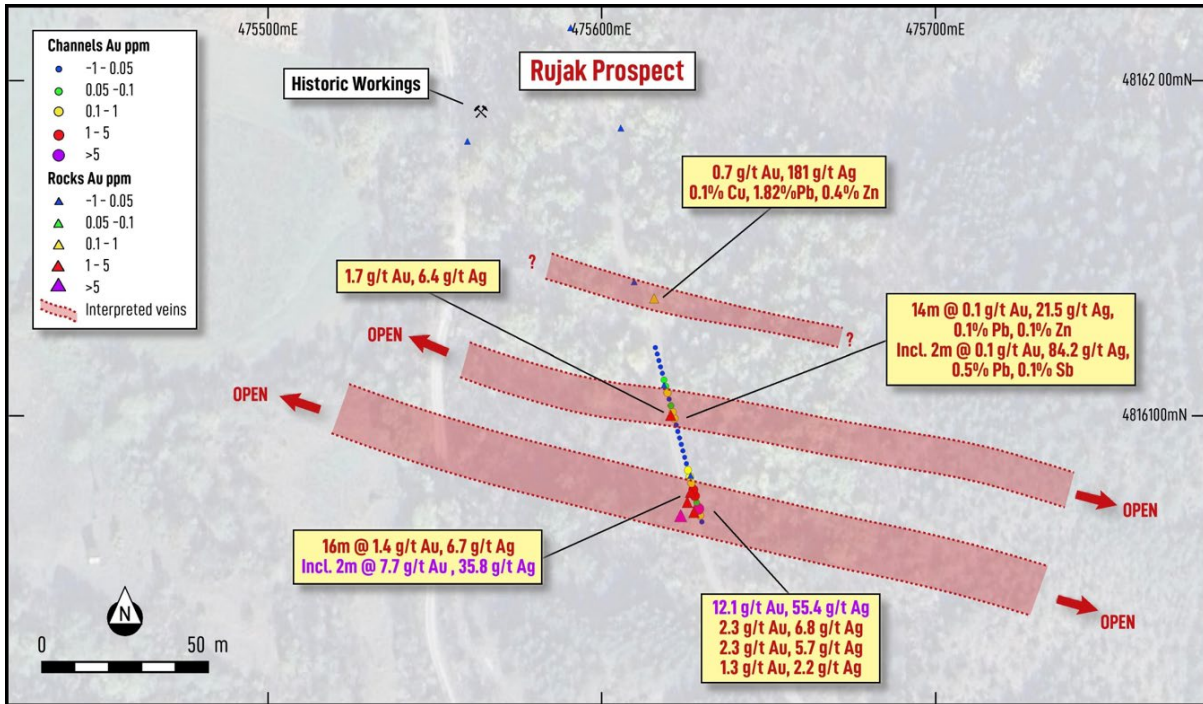 475500mE
475600mE
475700mE
Channels Au ppm
-1 - 0.05
0.05 -0.1
0.1 - 1
1 - 5
>5
Rocks Au ppm
-1 - 0.05
0.05 -0.1
0.1 - 1
1 - 5
>5
Interpreted veins
Historic Workings
Rujak Prospect
48162 00mN
0.7 g/t Au, 181 g/t Ag
0.1% Cu, 1.82%Pb, 0.4% Zn
?
1.7 g/t Au, 6.4 g/t Ag
14m @ 0.1 g/t Au, 21.5 g/t Ag,
0.1% Pb, 0.1% Zn
Incl. 2m @ 0.1 g/t Au, 84.2 g/t Ag,
0.5% Pb, 0.1% Sb
?
OPEN
OPEN
4816100mN
OPEN
16m @ 1.4 g/t Au, 6.7 g/t Ag
Incl. 2m @ 7.7 g/t Au , 35.8 g/t Ag
12.1 g/t Au, 55.4 g/t Ag
2.3 g/t Au, 6.8 g/t Ag
2.3 g/t Au, 5.7 g/t Ag
1.3 g/t Au, 2.2 g/t Ag
OPEN
N
0 50 m